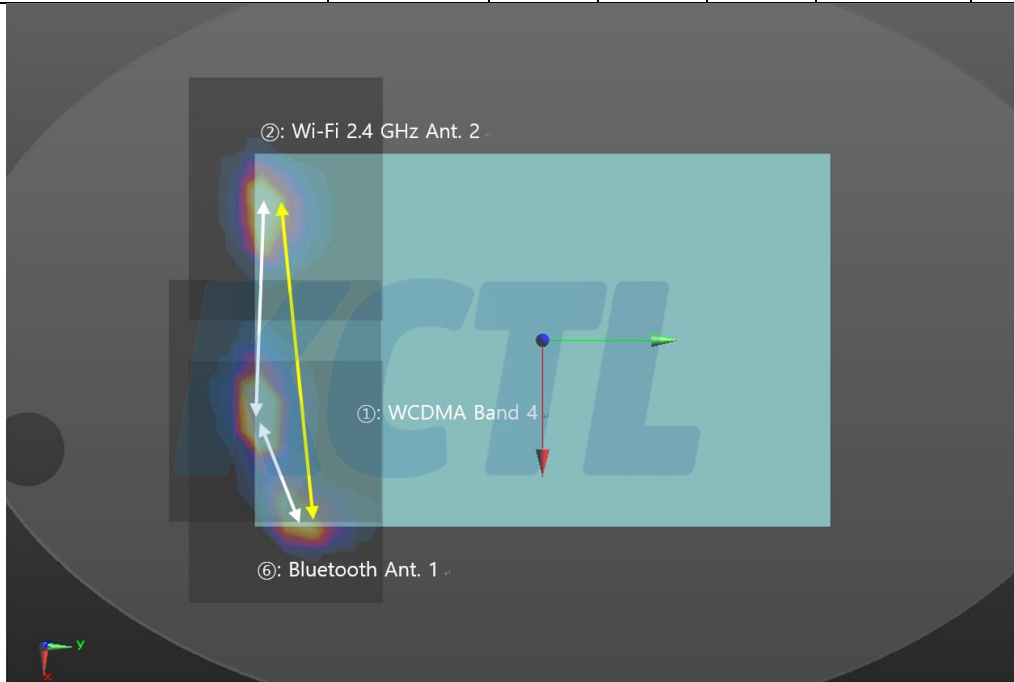 ②: Wi-Fi 2.4 GHz Ant. 2
KCTL
①: WCDMA Band 4
⑥: Bluetooth Ant. 1
Y
X